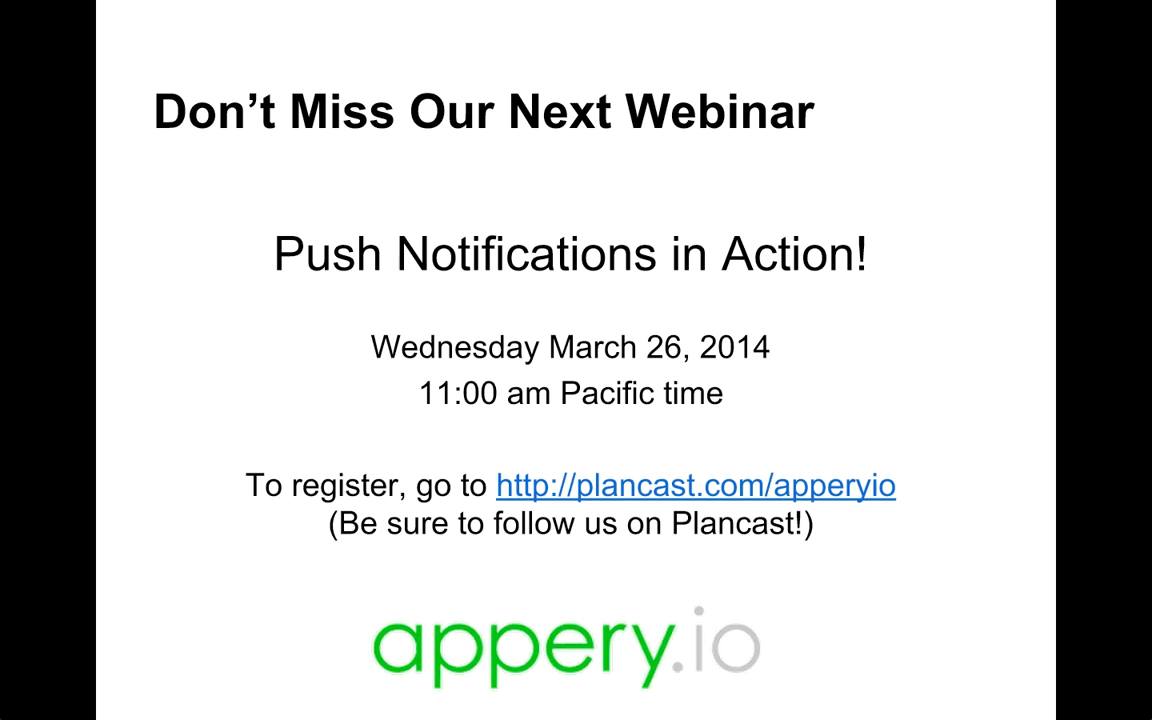 Don’t Miss Our Next Webinar
Push Notifications in Action!
Wednesday March 26, 2014
11:00 am Pacific time
To register, go to http://plancast.com/apperyio
(Be sure to follow us on Plancast!)
appery.io